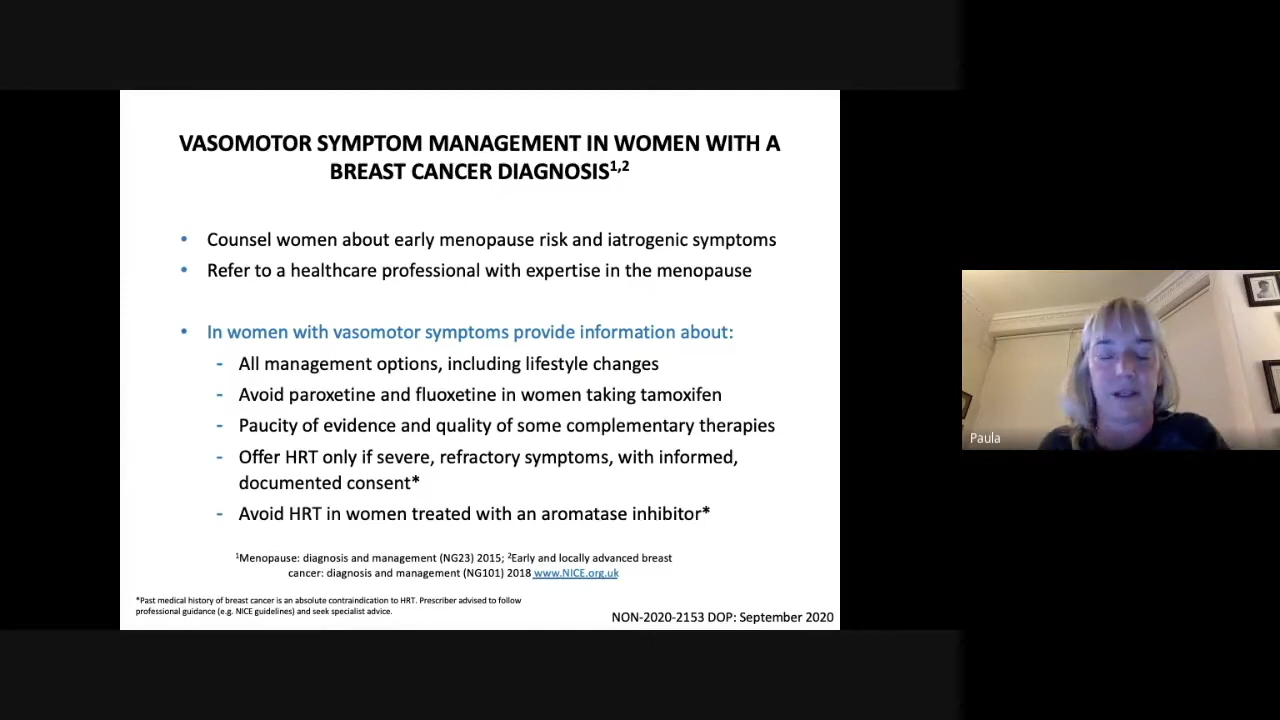 VASOMOTOR SYMPTOM MANAGEMENT IN WOMEN WITH A
BREAST CANCER DIAGNOSIS1,2
• Counsel women about early menopause risk and iatrogenic symptoms
• Refer to a healthcare professional with expertise in the menopause
• In women with vasomotor symptoms provide information about:
- All management options, including lifestyle changes
- Avoid paroxetine and fluoxetine in women taking tamoxifen
- Paucity of evidence and quality of some complementary therapies
- Offer HRT only if severe, refractory symptoms, with informed,
documented consent*
- Avoid HRT in women treated with an aromatase inhibitor*
1Menopause: diagnosis and management (NG23) 2015; 2Early and locally advanced breast
cancer: diagnosis and management (NG101) 2018 www.NICE.org.uk
*Past medical history of breast cancer is an absolute contraindication to HRT. Prescriber advised to follow
professional guidance (e.g. NICE guidelines) and seek specialist advice.
NON-2020-2153 DOP: September 2020
Paula